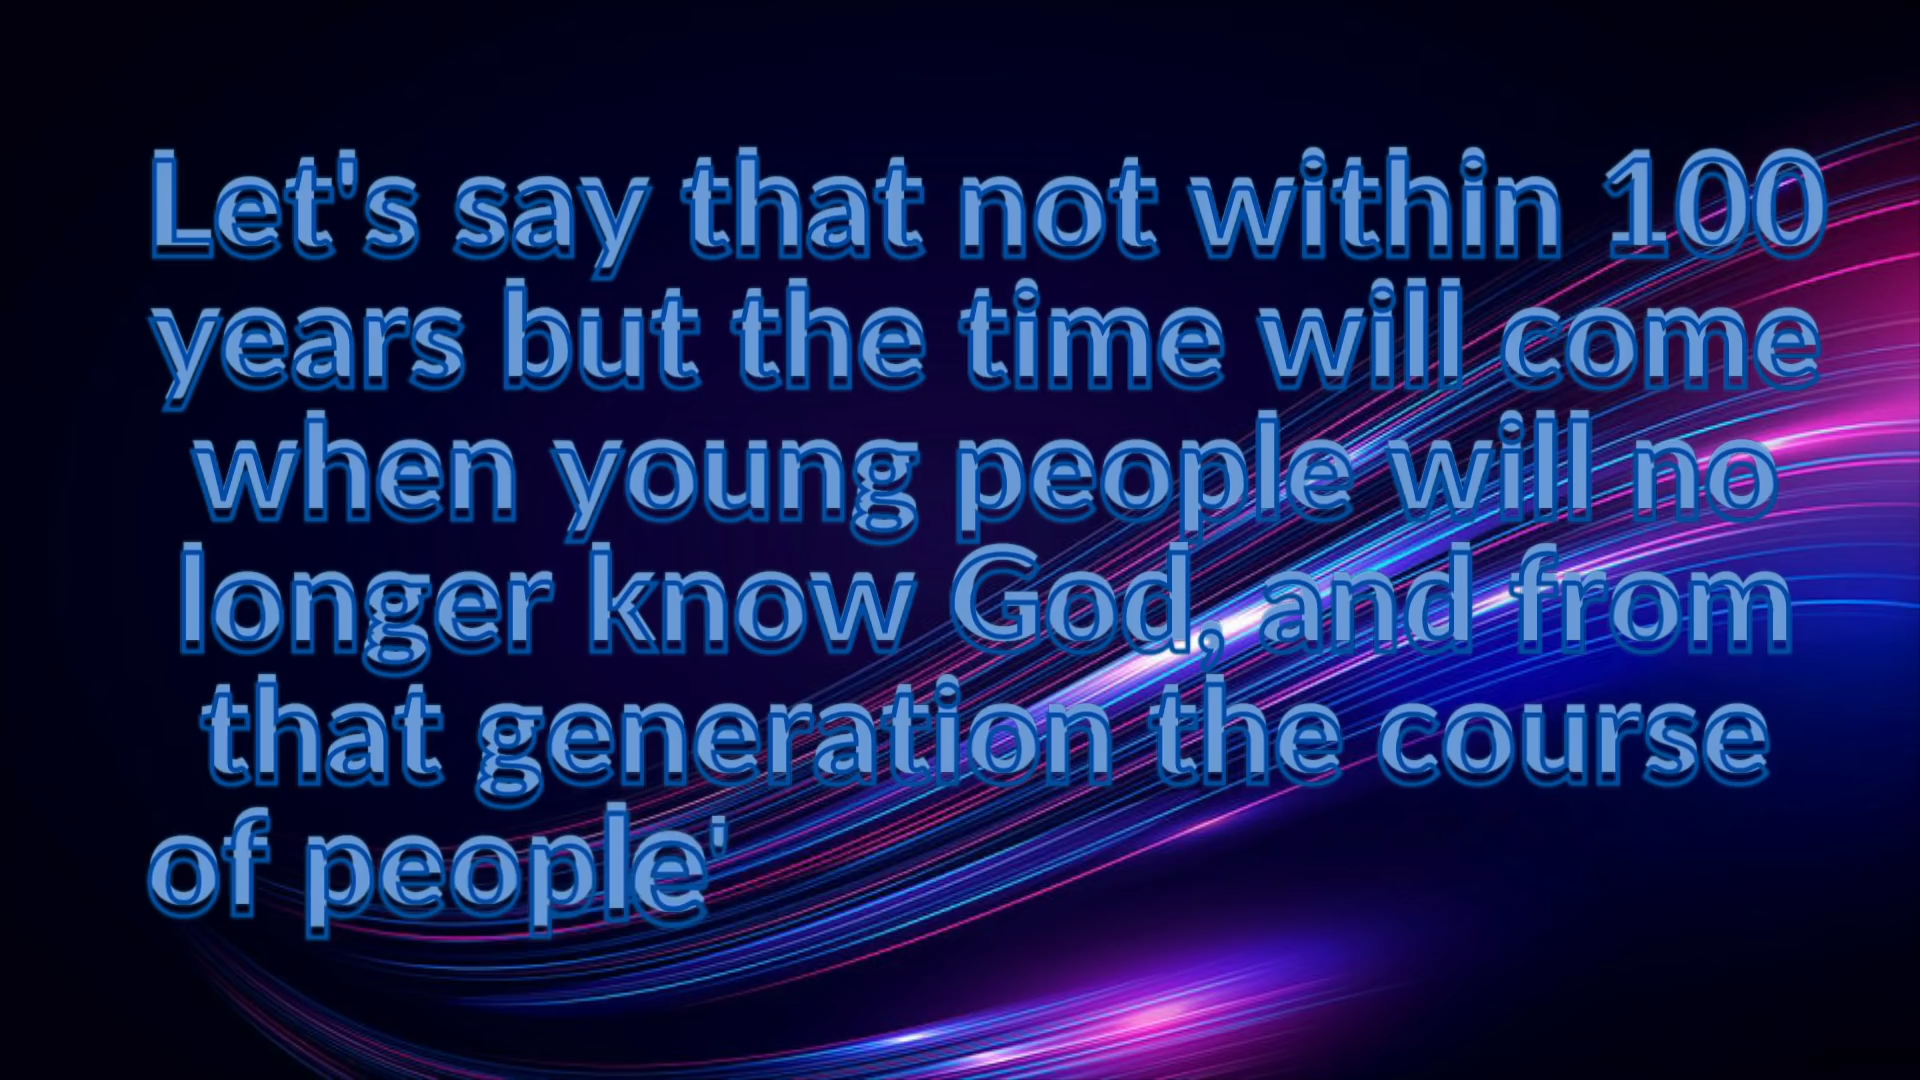 Let's say that not within 100
years but the time will come
when young people will no
longer know God, and from
that generation the course
of people'